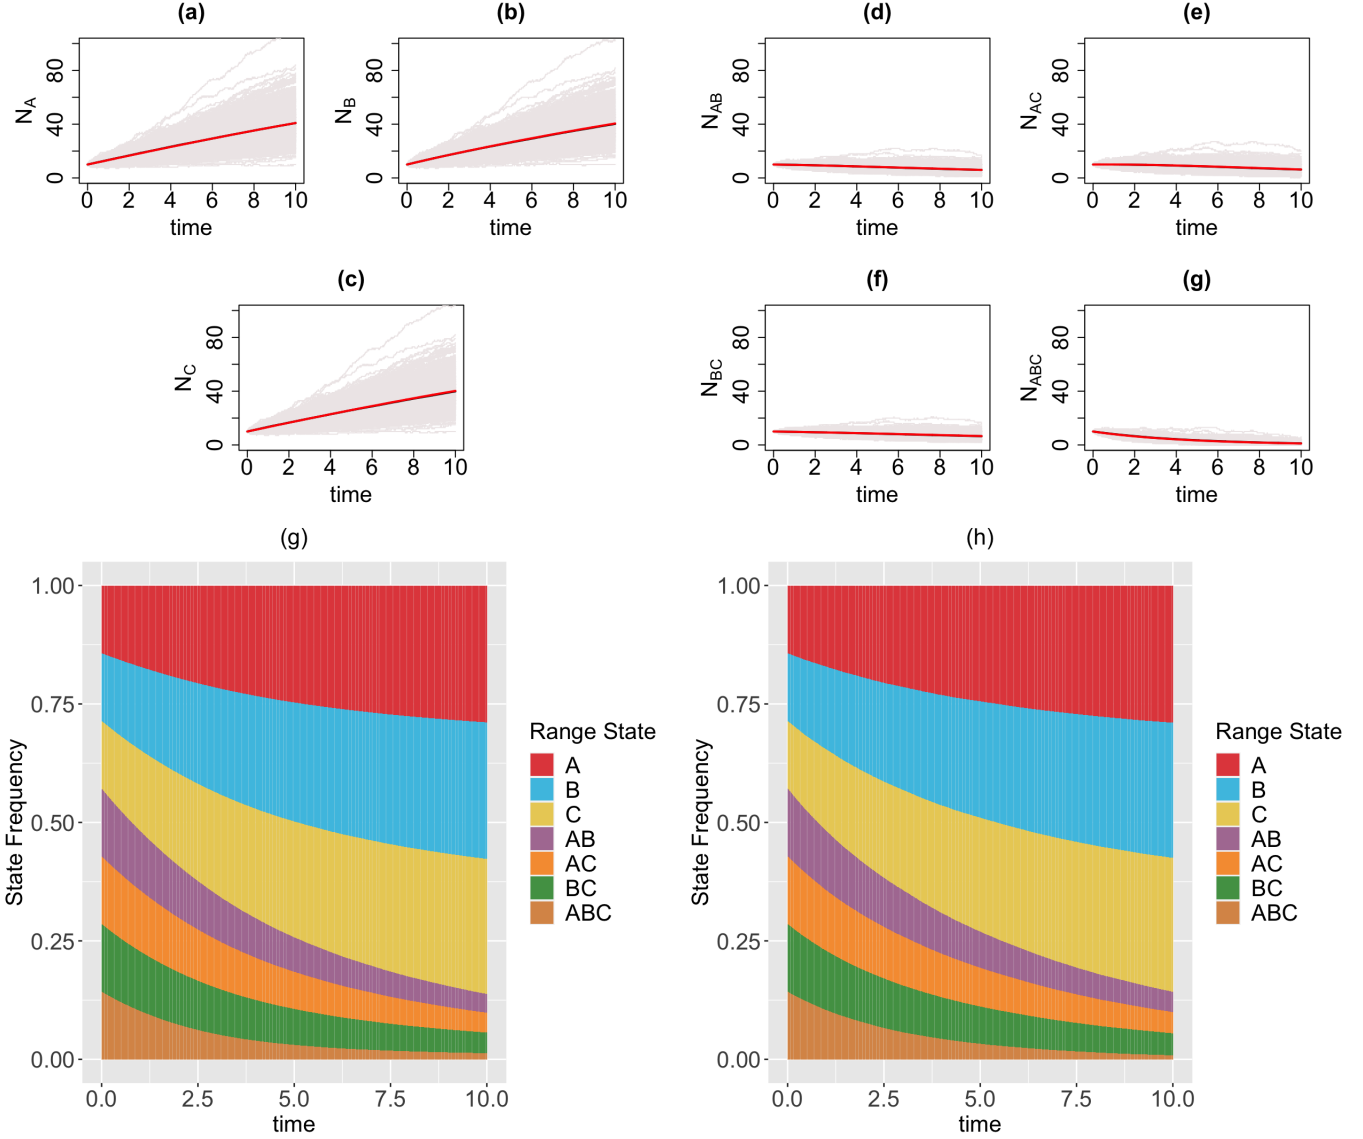 (a) (b) (d) (e)
N_A 0 40 80 0 2 4 6 8 10 time
N_B 0 40 80 0 2 4 6 8 10 time
N_AB 0 40 80 0 2 4 6 8 10 time
N_AC 0 40 80 0 2 4 6 8 10 time
(c) (f) (g)
N_C 0 40 80 0 2 4 6 8 10 time
N_BC 0 40 80 0 2 4 6 8 10 time
N_ABC 0 40 80 0 2 4 6 8 10 time
(g)
State Frequency
1.00
0.75
0.50
0.25
0.00
0.0 2.5 5.0 7.5 10.0
time
Range State
A
B
C
AB
AC
BC
ABC
(h)
State Frequency
1.00
0.75
0.50
0.25
0.00
0.0 2.5 5.0 7.5 10.0
time
Range State
A
B
C
AB
AC
BC
ABC